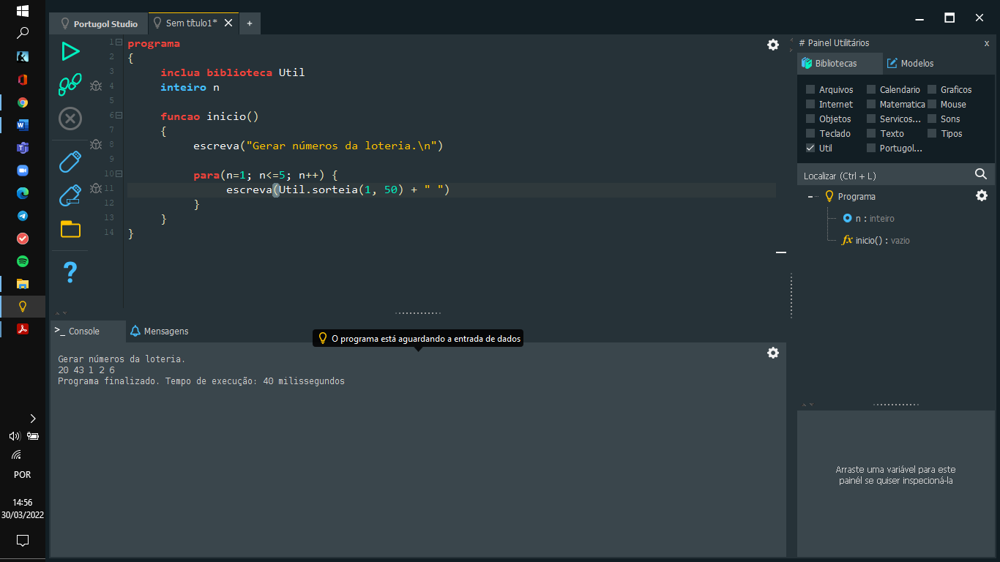 Portugol Studio
Sem título1*
+
1 programa
2 {
3 inclua biblioteca Util
4 inteiro n
5
6 funcao inicio()
7 {
8 escreva("Gerar números da loteria.\n")
9
10 para(n=1; n<=5; n++) {
11 escreva(Util.sorteia(1, 50) + " ")
12 }
13 }
14 }
# Painel Utilitários x
Bibliotecas Modelos
Arquivos Calendario Graficos
Internet Matematica Mouse
Objetos Servicos... Sons
Teclado Texto Tipos
Util Portugol...
Localizar (Ctrl + L)
Programa
n : inteiro
fx inicio() : vazio
?
>_ Console Mensagens
O programa está aguardando a entrada de dados
Gerar números da loteria.
20 43 1 2 6
Programa finalizado. Tempo de execução: 40 milissegundos
Arraste uma variável para este
painél se quiser inspecioná-la
POR
14:56
30/03/2022